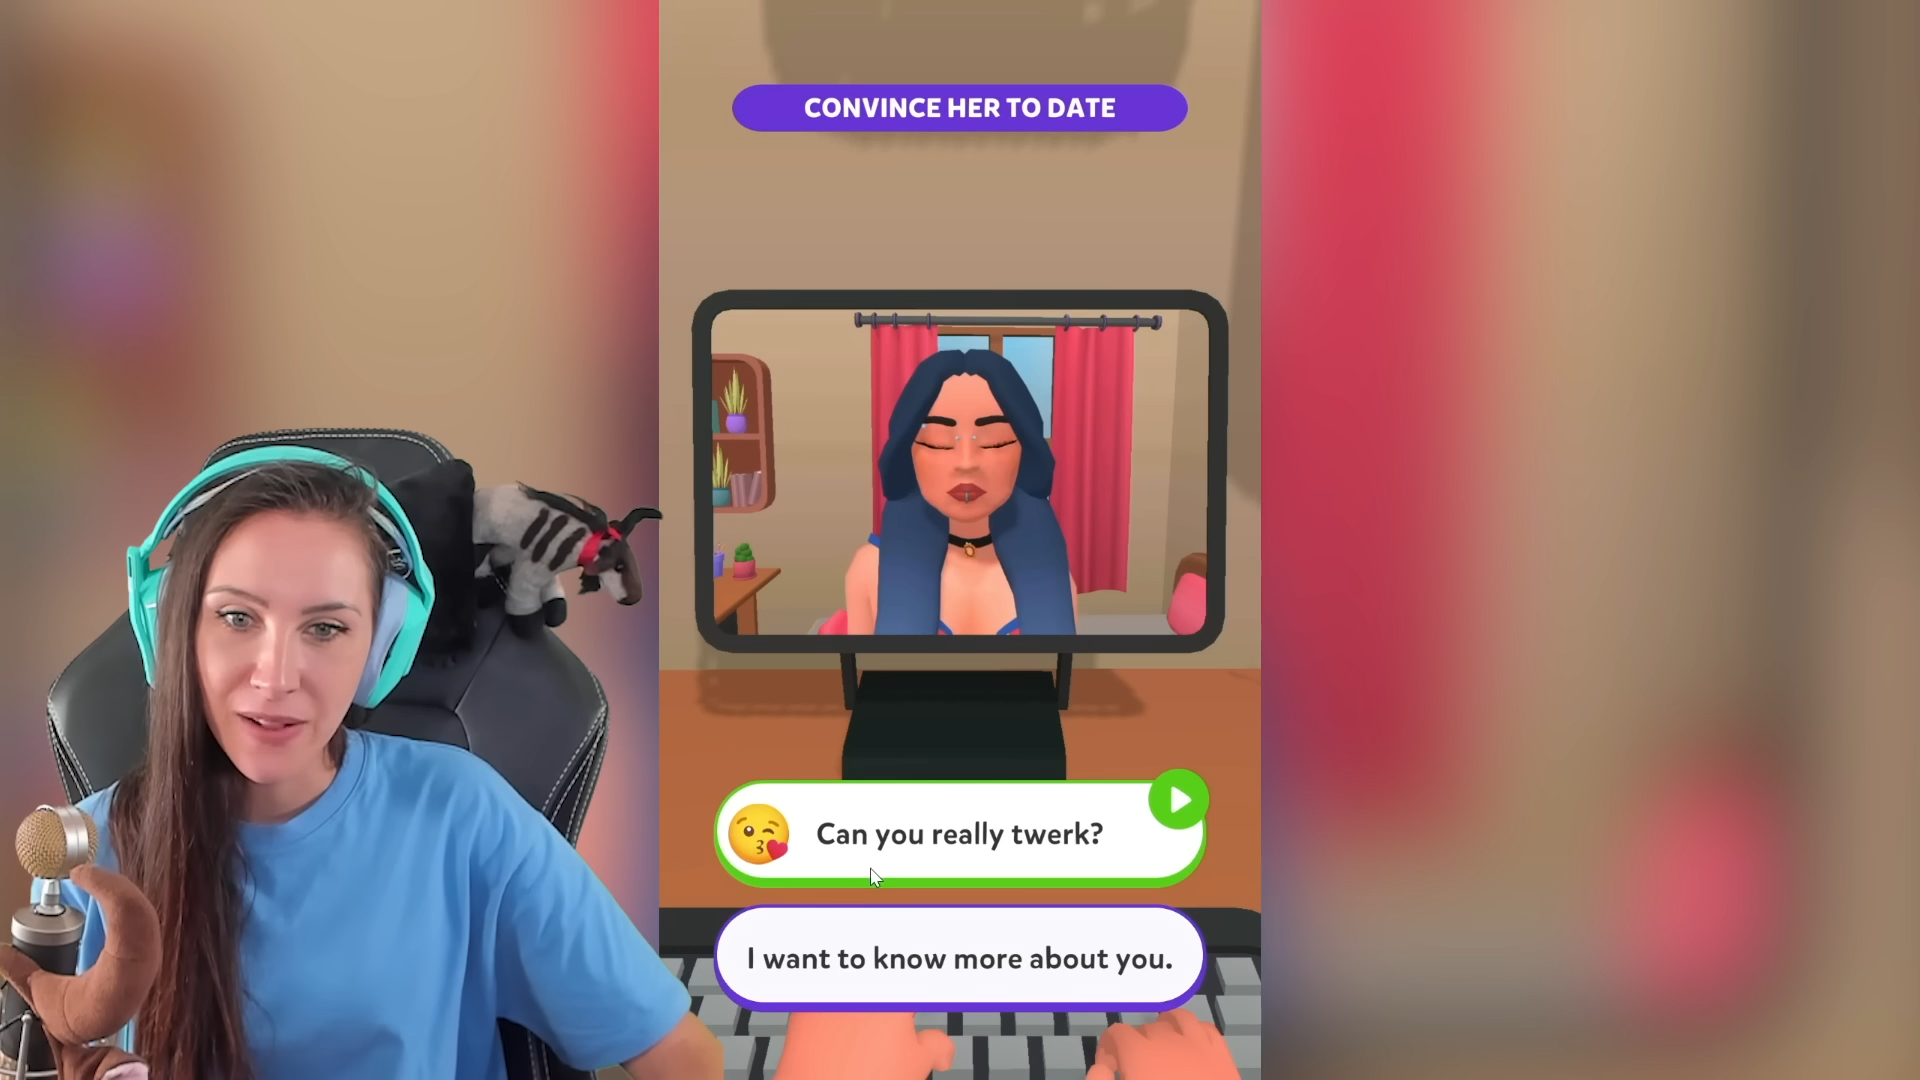 CONVINCE HER TO DATE
Can you really twerk?
I want to know more about you.